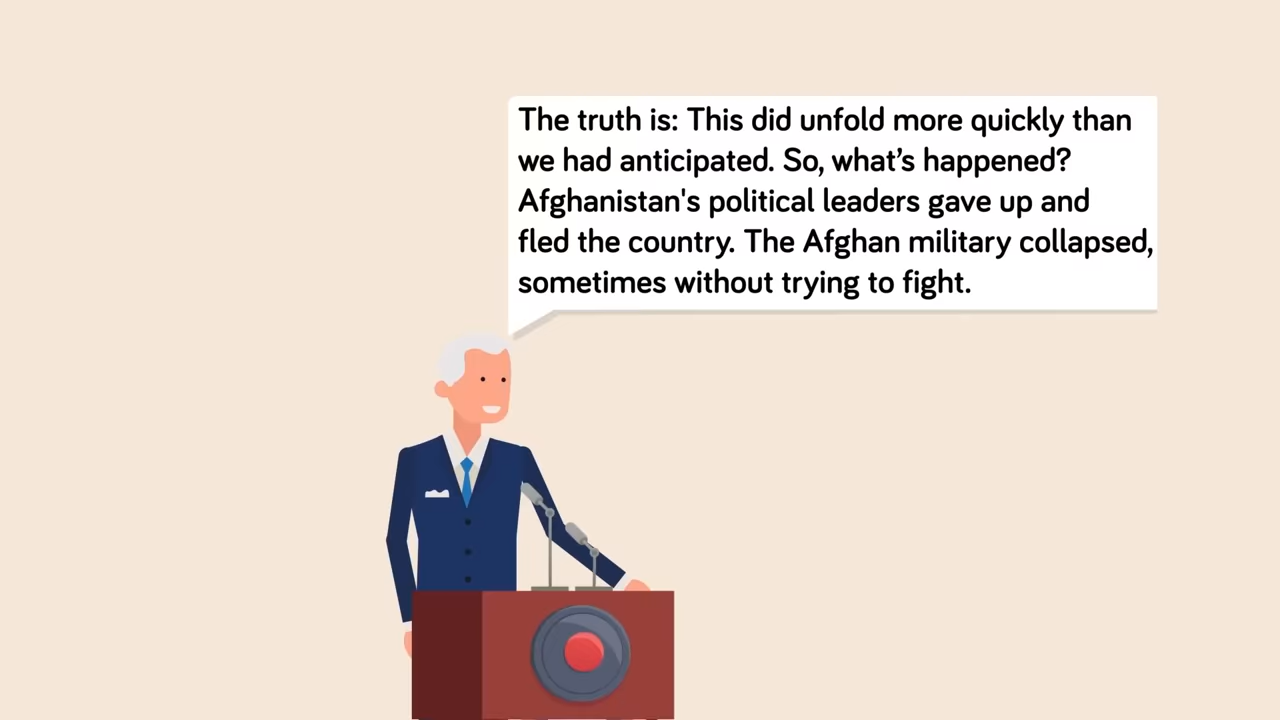 The truth is: This did unfold more quickly than
we had anticipated. So, what’s happened?
Afghanistan's political leaders gave up and
fled the country. The Afghan military collapsed,
sometimes without trying to fight.